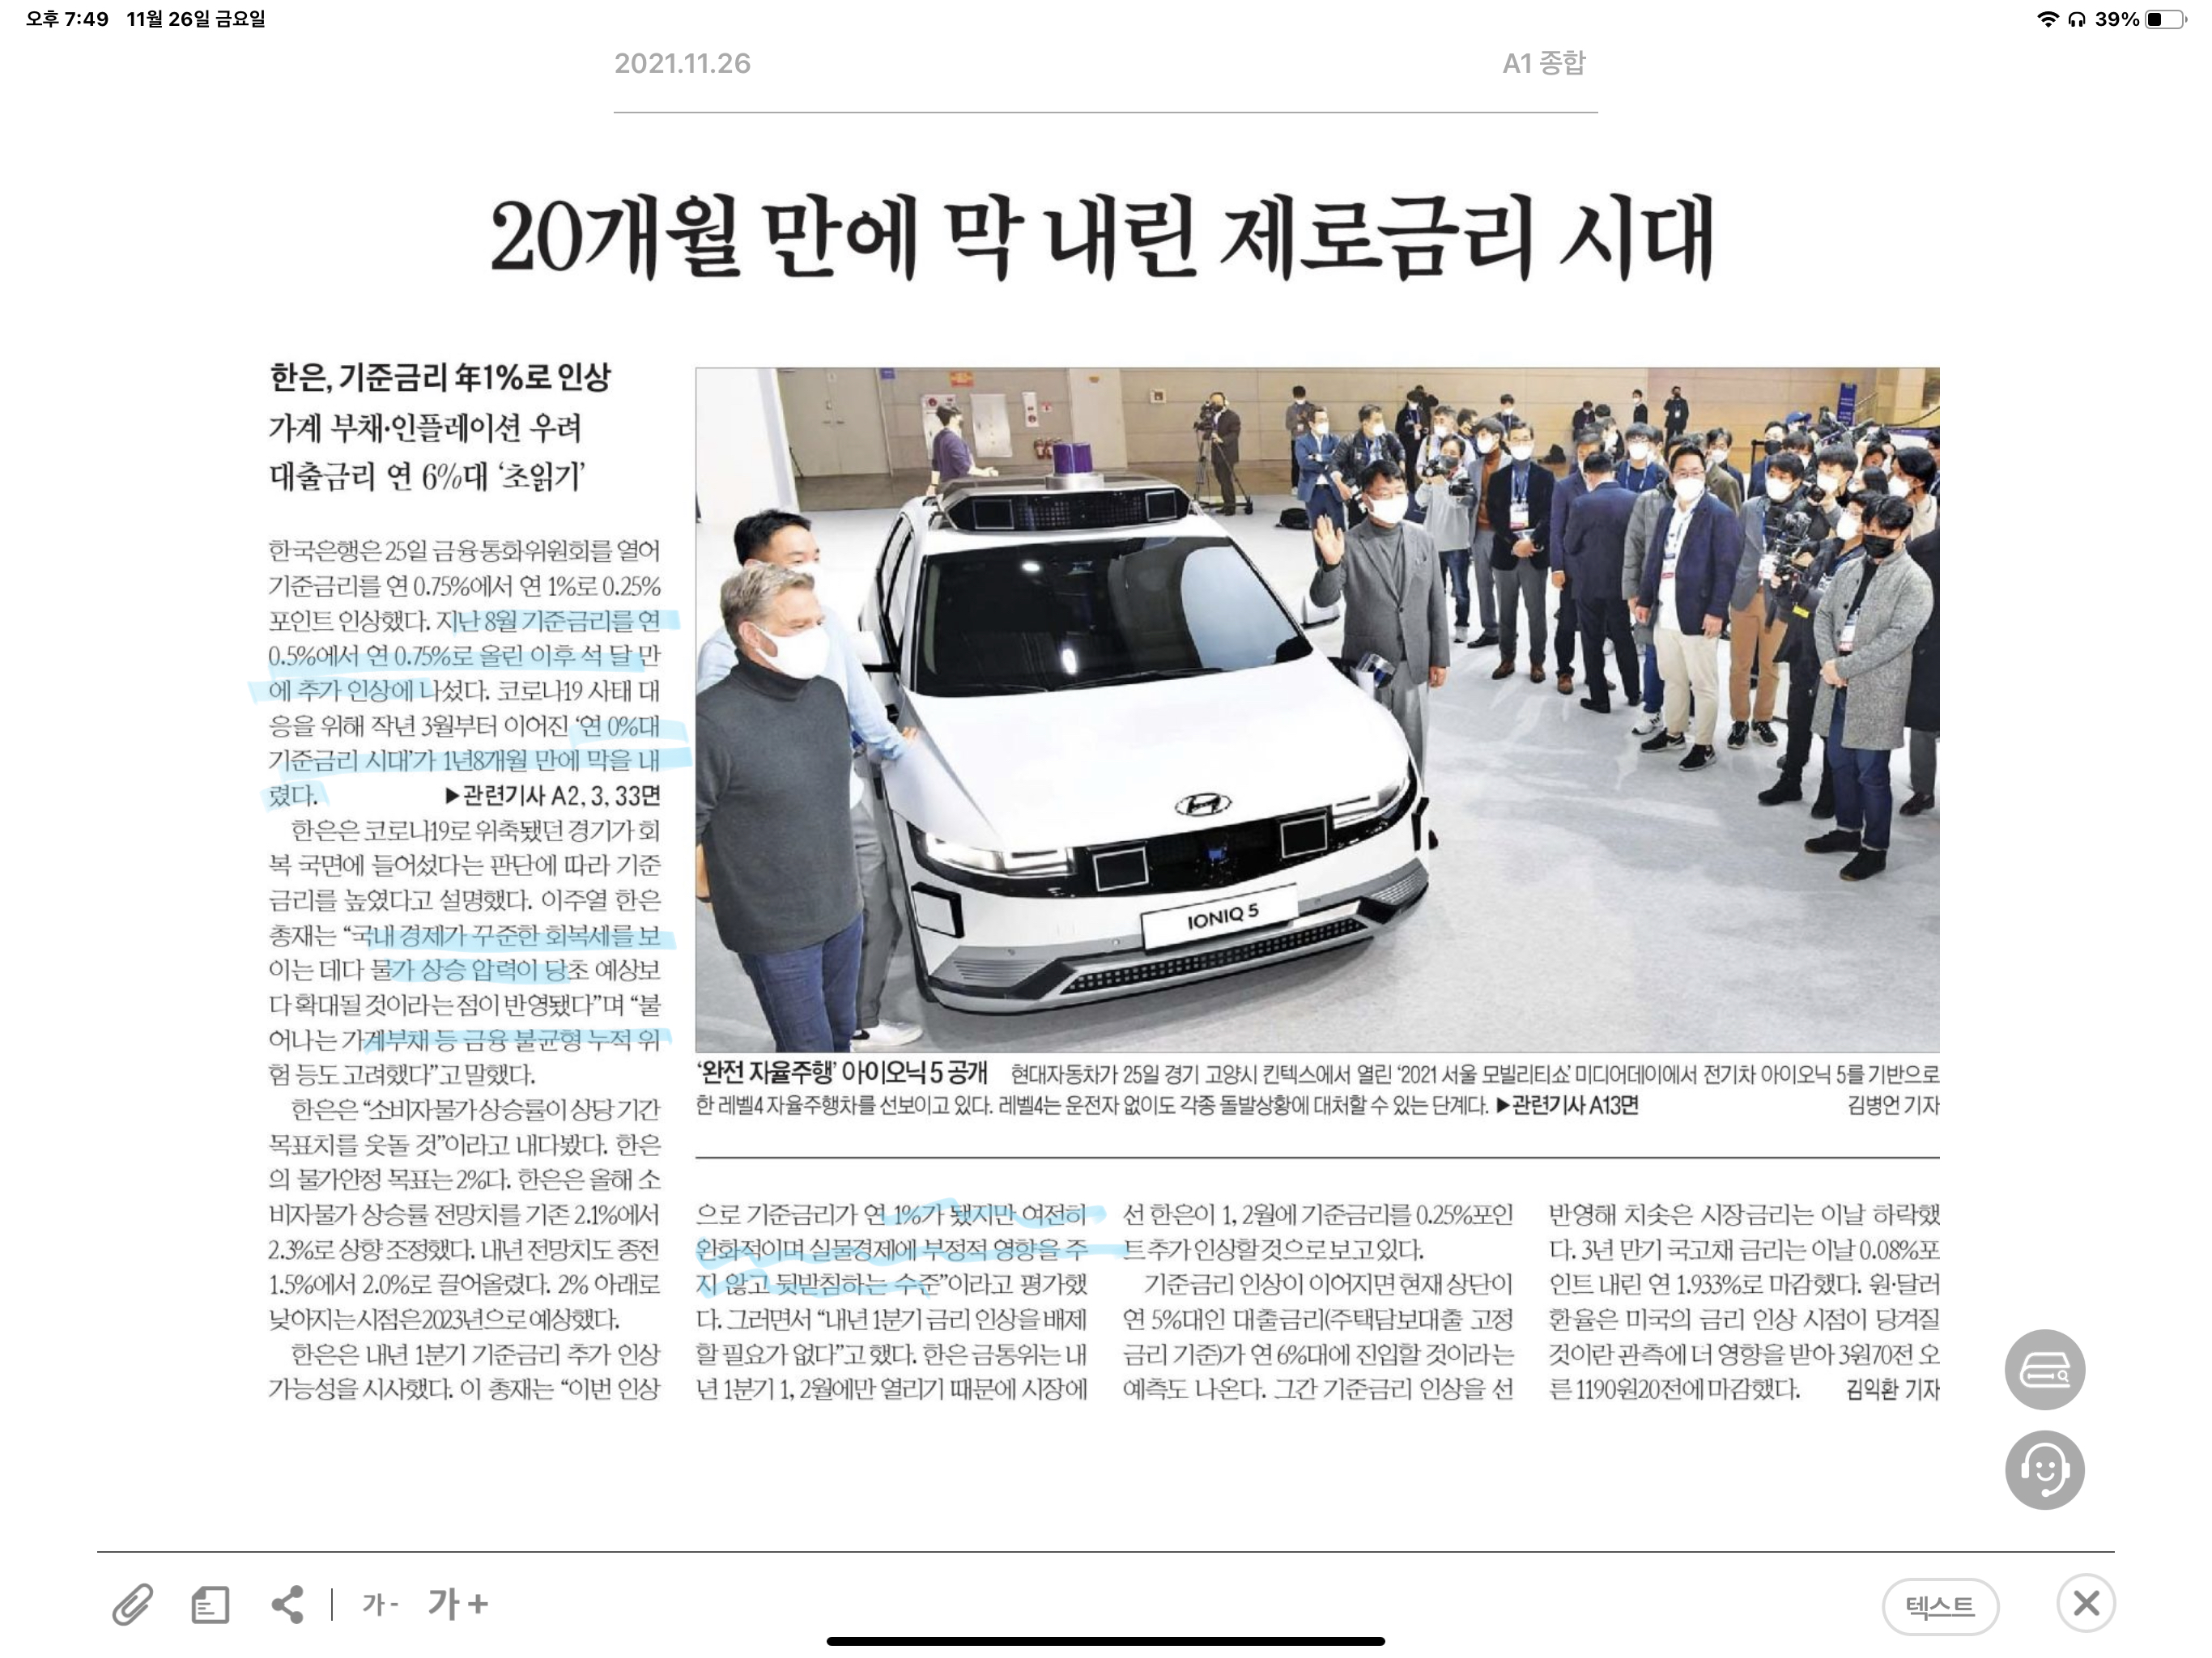 오후 7:49 11월 26일 금요일
39%
2021.11.26
A1 종합
20개월 만에 막 내린 제로금리 시대
한은, 기준금리 年1%로 인상
가계 부채·인플레이션 우려
대출금리 연 6%대 ‘초읽기’
한국은행은 25일 금융통화위원회를 열어
기준금리를 연 0.75%에서 연 1%로 0.25%
포인트 인상했다. 지난 8월 기준금리를 연
0.5%에서 연 0.75%로 올린 이후 석 달 만
에 추가 인상에 나섰다. 코로나19 사태 대
응을 위해 작년 3월부터 이어진 ‘연 0%대
기준금리 시대’가 1년8개월 만에 막을 내
렸다. ▶관련기사 A2, 3, 33면
한은은 코로나19로 위축됐던 경기가 회
복 국면에 들어섰다는 판단에 따라 기준
금리를 높였다고 설명했다. 이주열 한은
총재는 “국내 경제가 꾸준한 회복세를 보
이는 데다 물가 상승 압력이 당초 예상보
다 확대될 것이라는 점이 반영됐다”며 “불
어나는 가계부채 등 금융 불균형 누적 위
험 등도 고려했다”고 말했다.
한은은 “소비자물가 상승률이 상당 기간
목표치를 웃돌 것”이라고 내다봤다. 한은
의 물가안정 목표는 2%다. 한은은 올해 소
비자물가 상승률 전망치를 기존 2.1%에서
2.3%로 상향 조정했다. 내년 전망치도 종전
1.5%에서 2.0%로 끌어올렸다. 2% 아래로
낮아지는 시점은 2023년으로 예상했다.
한은은 내년 1분기 기준금리 추가 인상
가능성을 시사했다. 이 총재는 “이번 인상
IONIQ 5
‘완전 자율주행’ 아이오닉 5 공개 현대자동차가 25일 경기 고양시 킨텍스에서 열린 ‘2021 서울 모빌리티쇼’ 미디어데이에서 전기차 아이오닉 5를 기반으로
한 레벨4 자율주행차를 선보이고 있다. 레벨4는 운전자 없이도 각종 돌발상황에 대처할 수 있는 단계다. ▶관련기사 A13면 김병언 기자
으로 기준금리가 연 1%가 됐지만 여전히
완화적이며 실물경제에 부정적 영향을 주
지 않고 뒷받침하는 수준”이라고 평가했
다. 그러면서 “내년 1분기 금리 인상을 배제
할 필요가 없다”고 했다. 한은 금통위는 내
년 1분기 1, 2월에만 열리기 때문에 시장에
선 한은이 1, 2월에 기준금리를 0.25%포인
트 추가 인상할 것으로 보고 있다.
기준금리 인상이 이어지면 현재 상단이
연 5%대인 대출금리(주택담보대출 고정
금리 기준)가 연 6%대에 진입할 것이라는
예측도 나온다. 그간 기준금리 인상을 선
반영해 치솟은 시장금리는 이날 하락했
다. 3년 만기 국고채 금리는 이날 0.08%포
인트 내린 연 1.933%로 마감했다. 원·달러
환율은 미국의 금리 인상 시점이 당겨질
것이란 관측에 더 영향을 받아 3원70전 오
른 1190원20전에 마감했다. 김익환 기자
가- 가+
텍스트